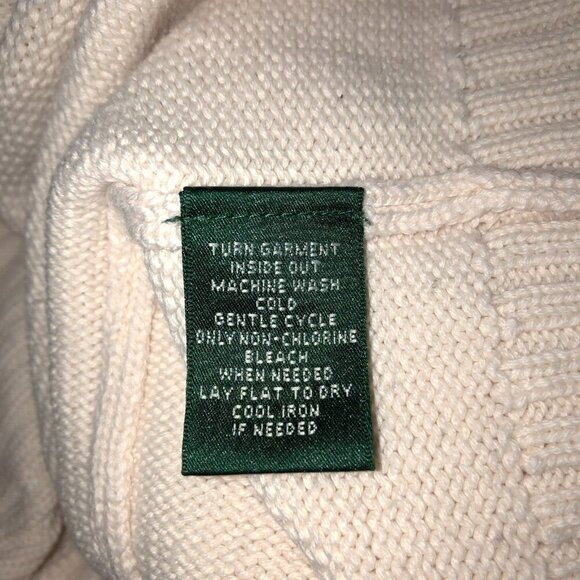 TURN GARMENT
INSIDE OUT
MACHINE WASH
COLD
GENTLE CYCLE
ONLY NON-CHLORINE
BLEACH
WHEN NEEDED
LAY FLAT TO DRY
COOL IRON
IF NEEDED